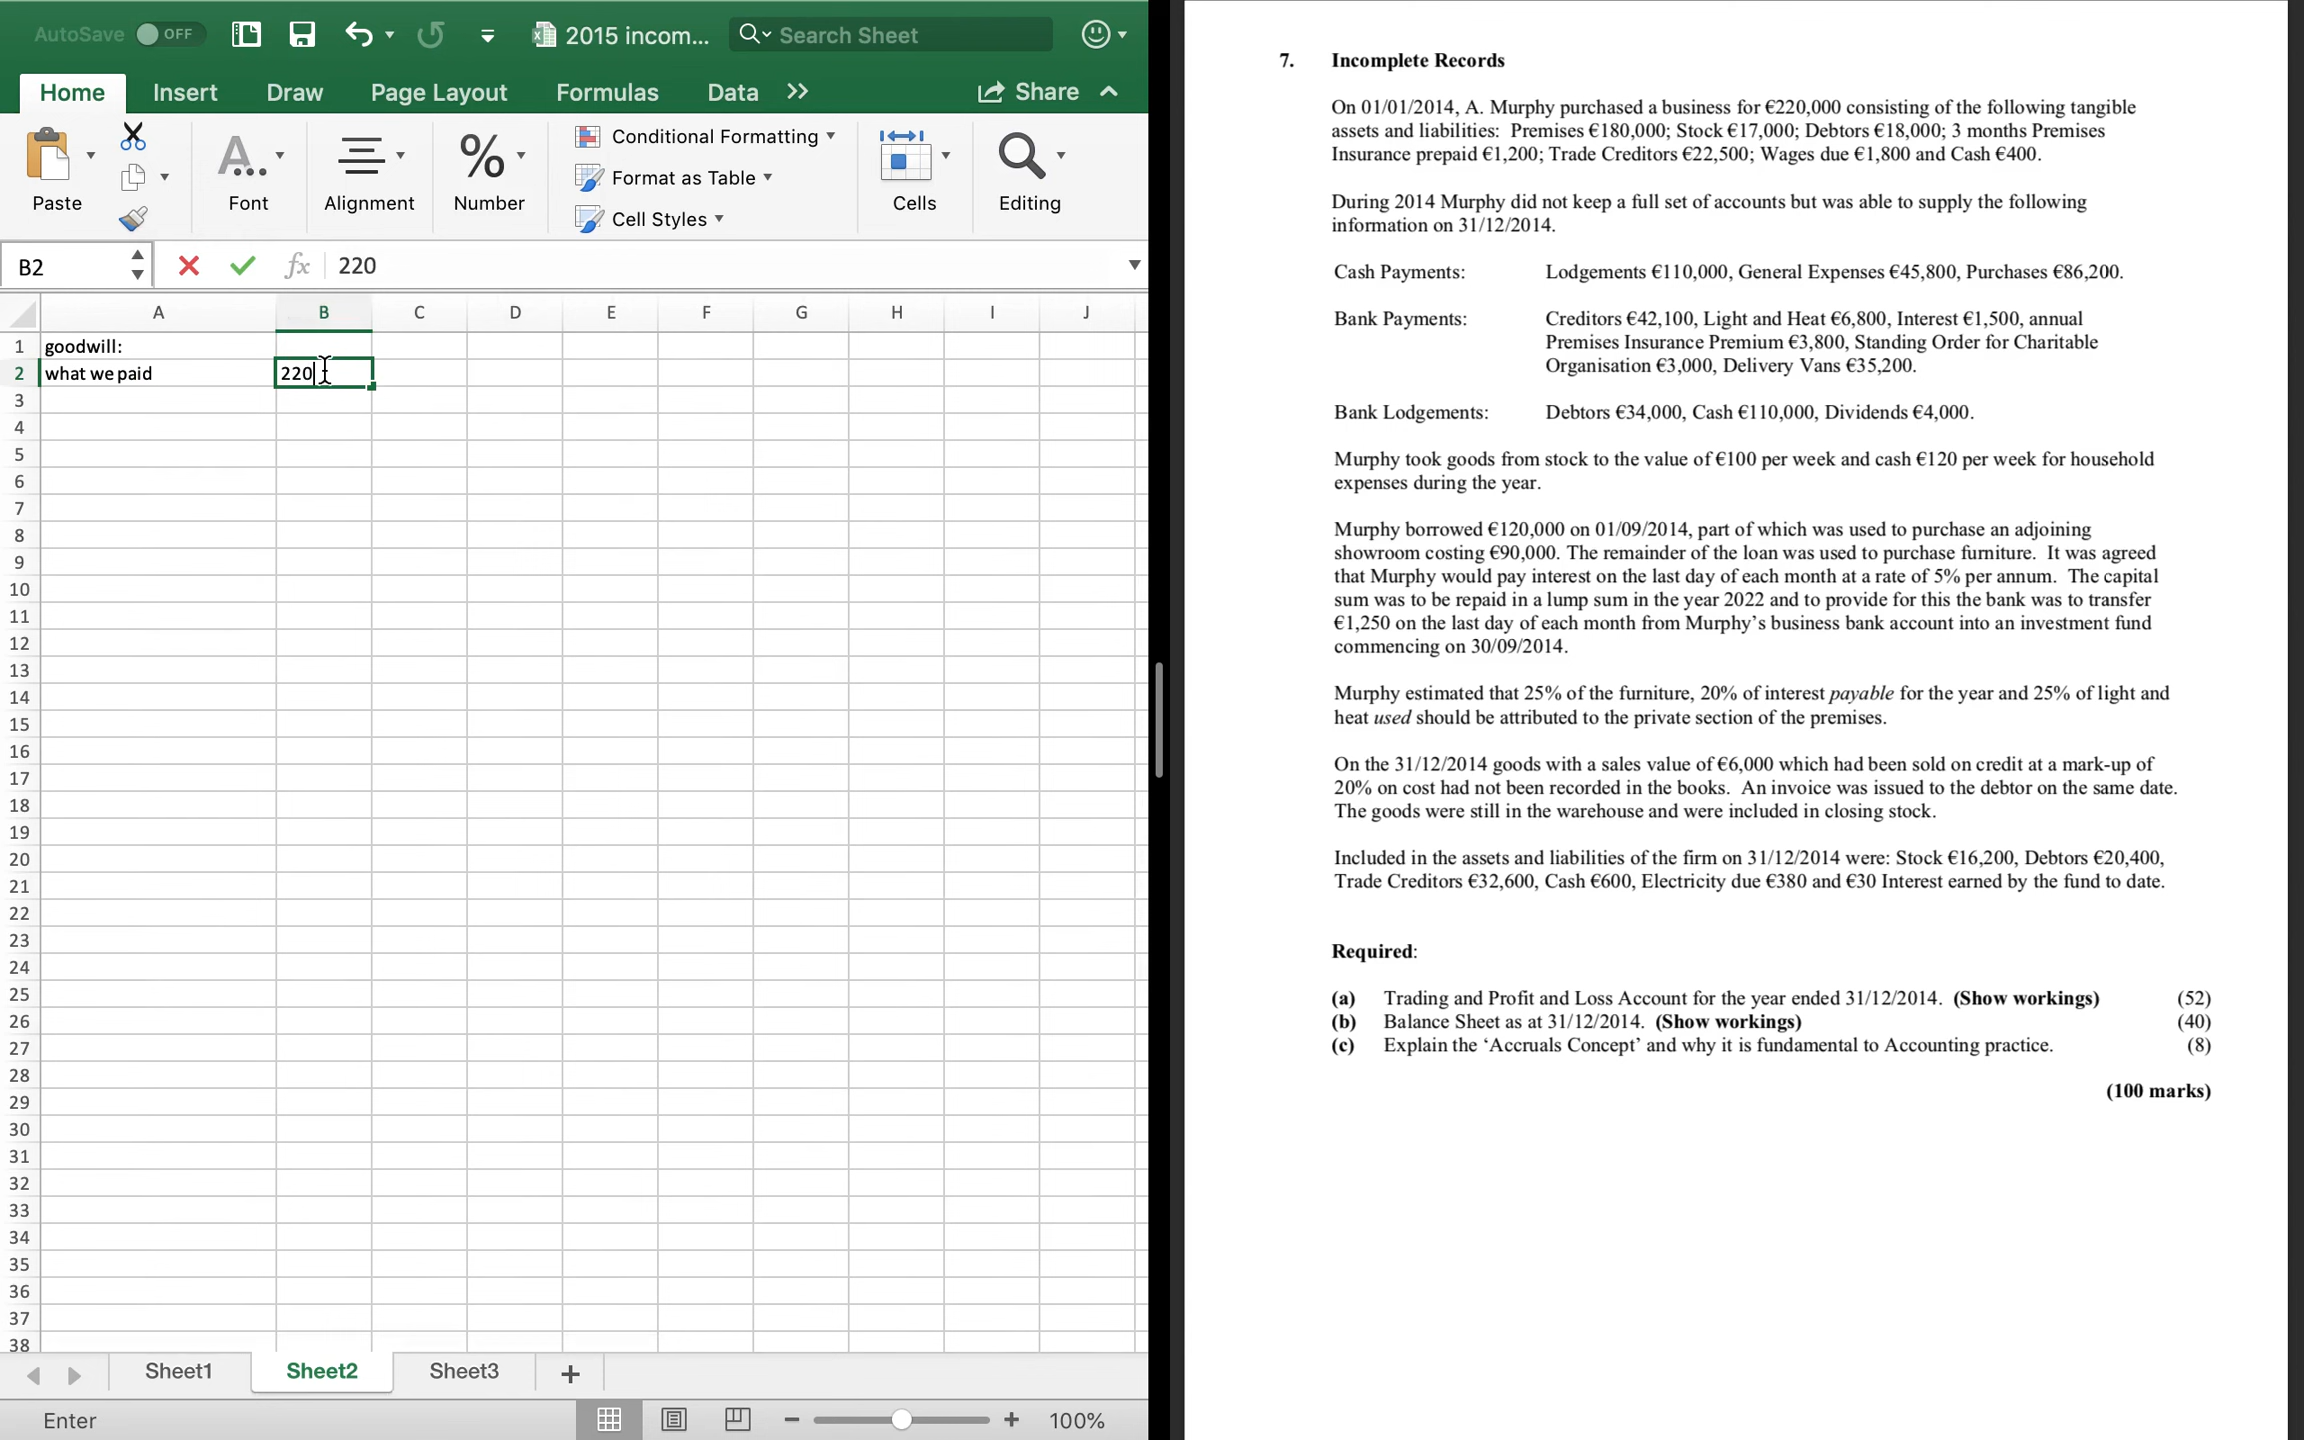 AutoSave OFF 2015 incom... Search Sheet
Home Insert Draw Page Layout Formulas Data >> Share
Paste Font Alignment Number Conditional Formatting Format as Table Cell Styles Cells Editing
B2 fx 220
A B C D E F G H I J
1 goodwill:
2 what we paid 220
3
4
5
6
7
8
9
10
11
12
13
14
15
16
17
18
19
20
21
22
23
24
25
26
27
28
29
30
31
32
33
34
35
36
37
38
Sheet1 Sheet2 Sheet3 +
Enter 100%
7. Incomplete Records
On 01/01/2014, A. Murphy purchased a business for €220,000 consisting of the following tangible
assets and liabilities: Premises €180,000; Stock €17,000; Debtors €18,000; 3 months Premises
Insurance prepaid €1,200; Trade Creditors €22,500; Wages due €1,800 and Cash €400.
During 2014 Murphy did not keep a full set of accounts but was able to supply the following
information on 31/12/2014.
Cash Payments: Lodgements €110,000, General Expenses €45,800, Purchases €86,200.
Bank Payments: Creditors €42,100, Light and Heat €6,800, Interest €1,500, annual
Premises Insurance Premium €3,800, Standing Order for Charitable
Organisation €3,000, Delivery Vans €35,200.
Bank Lodgements: Debtors €34,000, Cash €110,000, Dividends €4,000.
Murphy took goods from stock to the value of €100 per week and cash €120 per week for household
expenses during the year.
Murphy borrowed €120,000 on 01/09/2014, part of which was used to purchase an adjoining
showroom costing €90,000. The remainder of the loan was used to purchase furniture. It was agreed
that Murphy would pay interest on the last day of each month at a rate of 5% per annum. The capital
sum was to be repaid in a lump sum in the year 2022 and to provide for this the bank was to transfer
€1,250 on the last day of each month from Murphy's business bank account into an investment fund
commencing on 30/09/2014.
Murphy estimated that 25% of the furniture, 20% of interest payable for the year and 25% of light and
heat used should be attributed to the private section of the premises.
On the 31/12/2014 goods with a sales value of €6,000 which had been sold on credit at a mark-up of
20% on cost had not been recorded in the books. An invoice was issued to the debtor on the same date.
The goods were still in the warehouse and were included in closing stock.
Included in the assets and liabilities of the firm on 31/12/2014 were: Stock €16,200, Debtors €20,400,
Trade Creditors €32,600, Cash €600, Electricity due €380 and €30 Interest earned by the fund to date.
Required:
(a) Trading and Profit and Loss Account for the year ended 31/12/2014. (Show workings) (52)
(b) Balance Sheet as at 31/12/2014. (Show workings) (40)
(c) Explain the 'Accruals Concept' and why it is fundamental to Accounting practice. (8)
(100 marks)